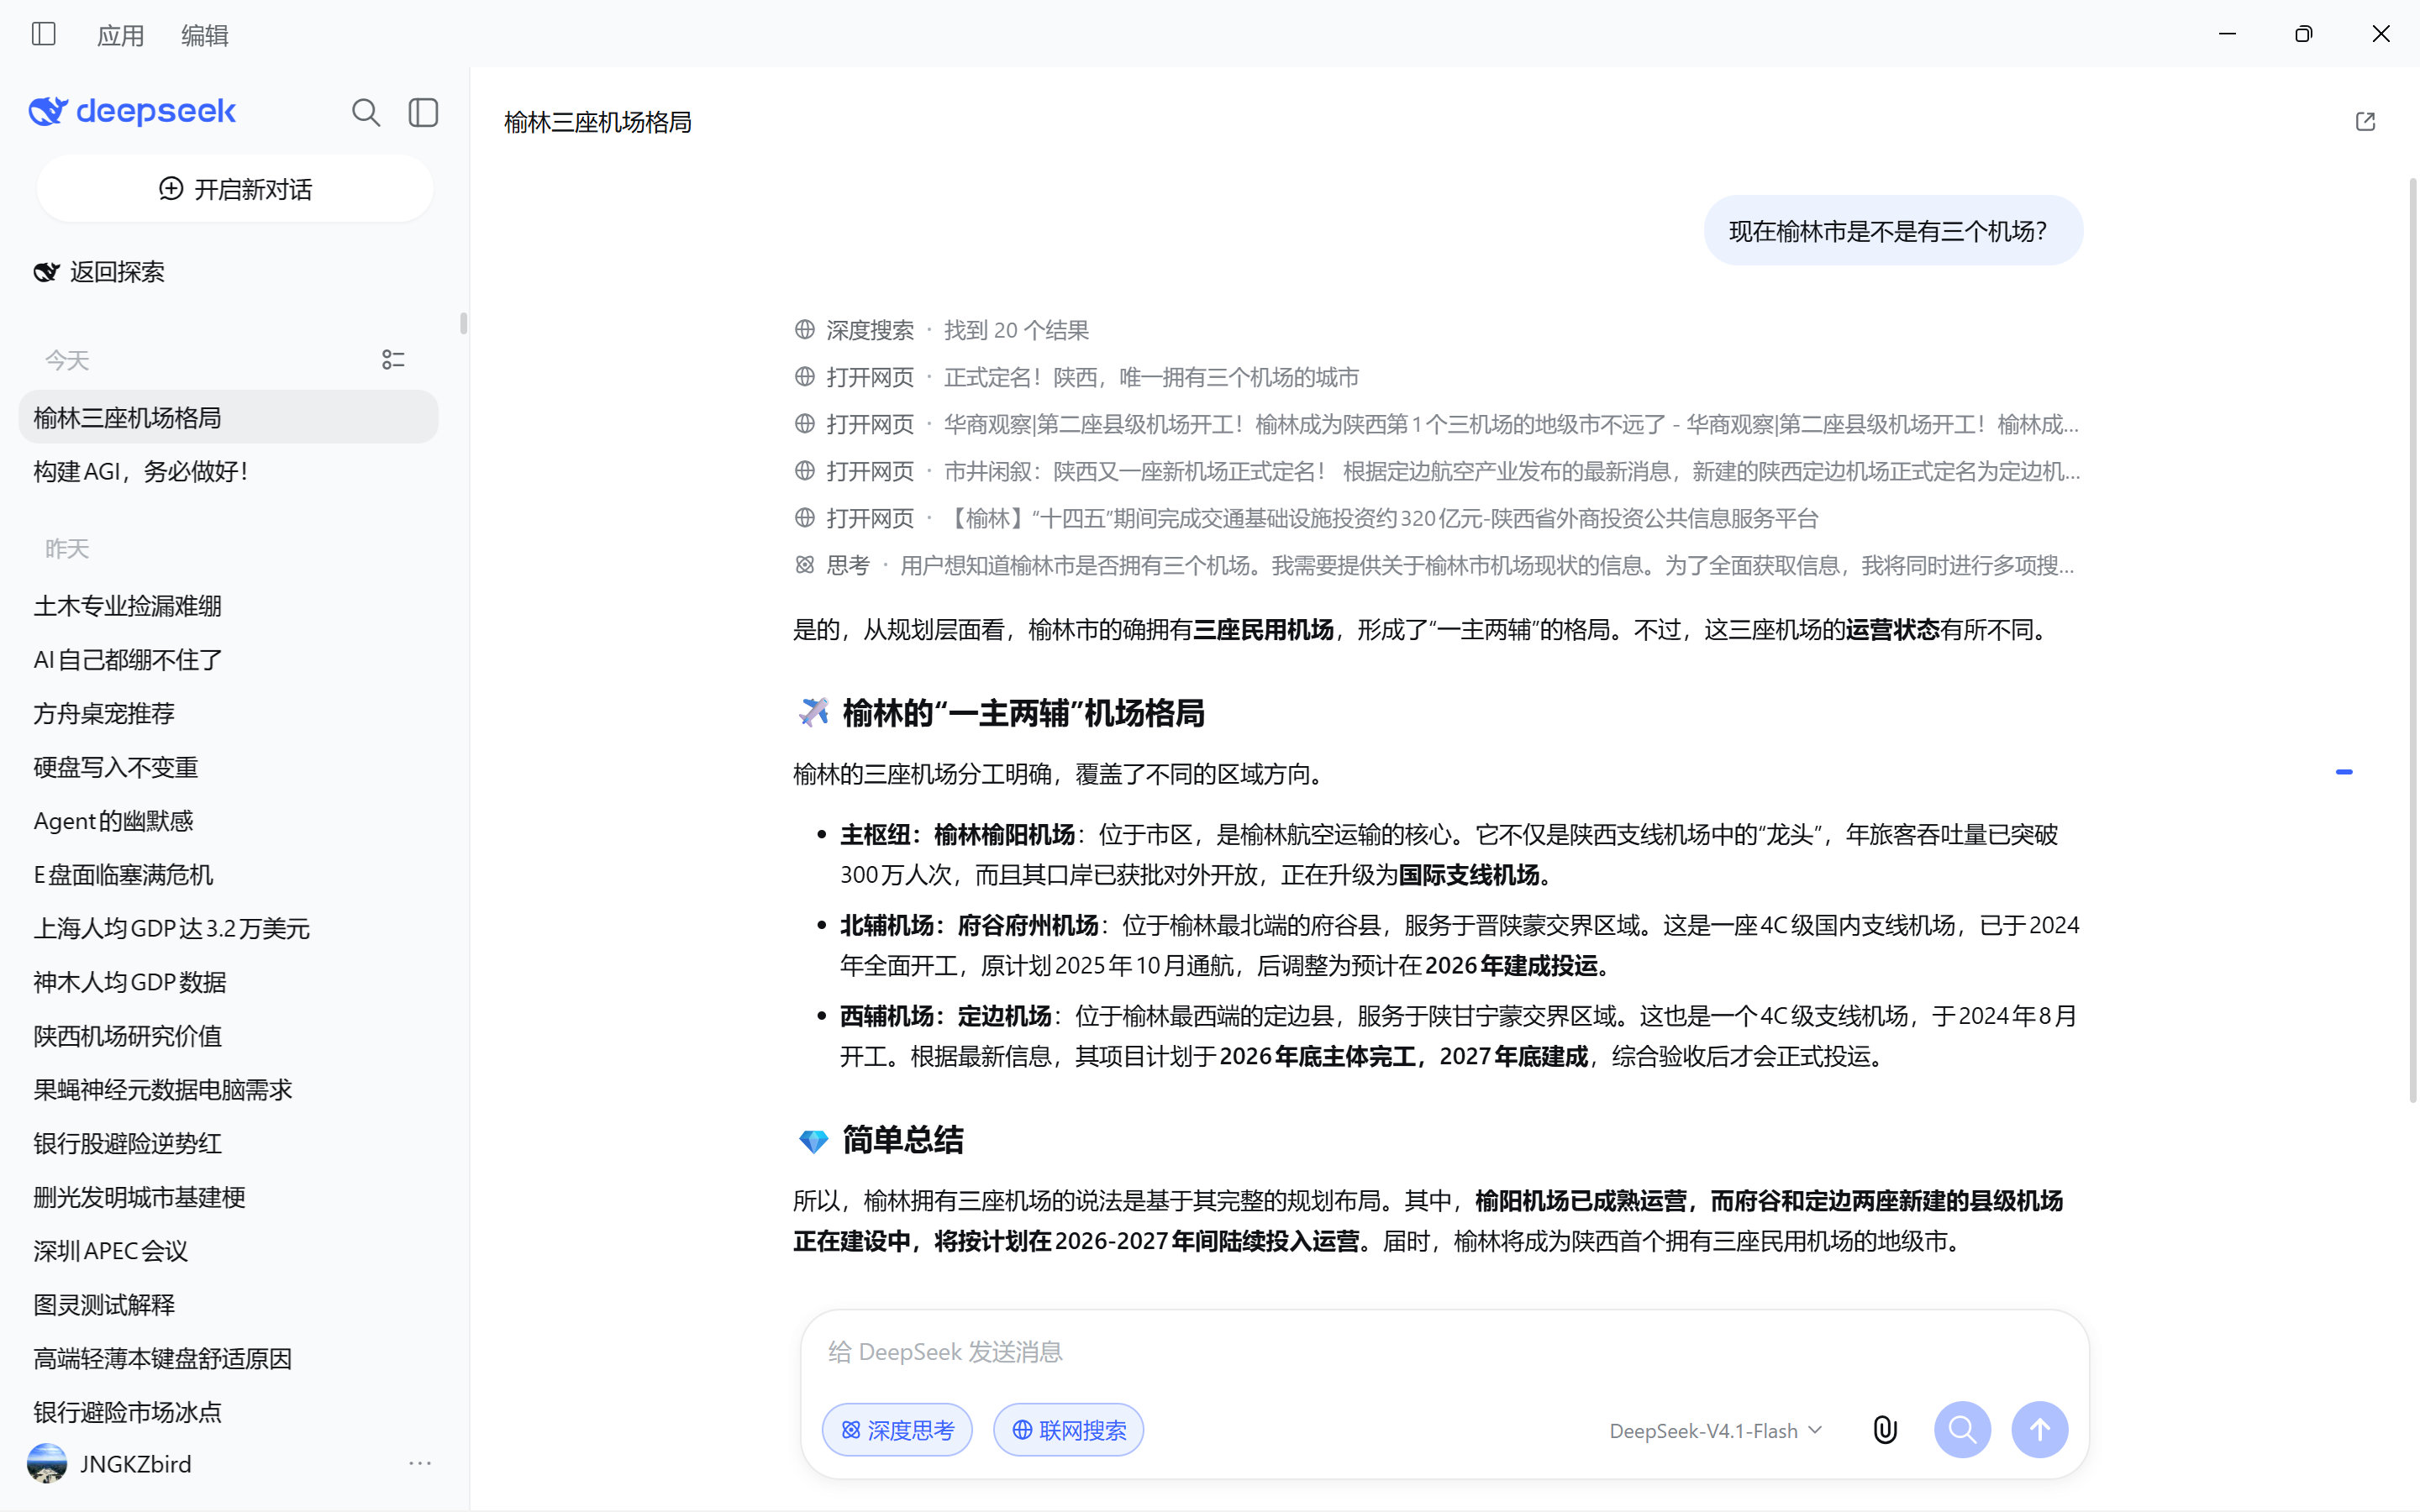 应用 编辑
deepseek
开启新对话
返回探索
今天
榆林三座机场格局
构建AGI，务必做好！
昨天
土木专业捡漏难绷
AI自己都绷不住了
方舟桌宠推荐
硬盘写入不变重
Agent的幽默感
E盘面临塞满危机
上海人均GDP达3.2万美元
神木人均GDP数据
陕西机场研究价值
果蝇神经元数据电脑需求
银行股避险逆势红
删光发明城市基建梗
深圳APEC会议
图灵测试解释
高端轻薄本键盘舒适原因
银行避险市场冰点
JNGKZbird
榆林三座机场格局
现在榆林市是不是有三个机场？
深度搜索 · 找到 20 个结果
打开网页 · 正式定名！陕西，唯一拥有三个机场的城市
打开网页 · 华商观察|第二座县级机场开工！榆林成为陕西第1个三机场的地级市不远了 - 华商观察|第二座县级机场开工！榆林成...
打开网页 · 市井闲叙：陕西又一座新机场正式定名！ 根据定边航空产业发布的最新消息，新建的陕西定边机场正式定名为定边机...
打开网页 · 【榆林】“十四五”期间完成交通基础设施投资约320亿元-陕西省外商投资公共信息服务平台
思考 · 用户想知道榆林市是否拥有三个机场。我需要提供关于榆林市机场现状的信息。为了全面获取信息，我将同时进行多项搜...
是的，从规划层面看，榆林市的确拥有三座民用机场，形成了“一主两辅”的格局。不过，这三座机场的运营状态有所不同。
✈️ 榆林的“一主两辅”机场格局
榆林的三座机场分工明确，覆盖了不同的区域方向。
• 主枢纽：榆林榆阳机场：位于市区，是榆林航空运输的核心。它不仅是陕西支线机场中的“龙头”，年旅客吞吐量已突破
300万人次，而且其口岸已获批对外开放，正在升级为国际支线机场。
• 北辅机场：府谷府州机场：位于榆林最北端的府谷县，服务于晋陕蒙交界区域。这是一座4C级国内支线机场，已于2024
年全面开工，原计划2025年10月通航，后调整为预计在2026年建成投运。
• 西辅机场：定边机场：位于榆林最西端的定边县，服务于陕甘宁蒙交界区域。这也是一个4C级支线机场，于2024年8月
开工。根据最新信息，其项目计划于2026年底主体完工，2027年底建成，综合验收后才会正式投运。
💎 简单总结
所以，榆林拥有三座机场的说法是基于其完整的规划布局。其中，榆阳机场已成熟运营，而府谷和定边两座新建的县级机场
正在建设中，将按计划在2026-2027年间陆续投入运营。届时，榆林将成为陕西首个拥有三座民用机场的地级市。
给 DeepSeek 发送消息
深度思考 联网搜索 DeepSeek-V4.1-Flash